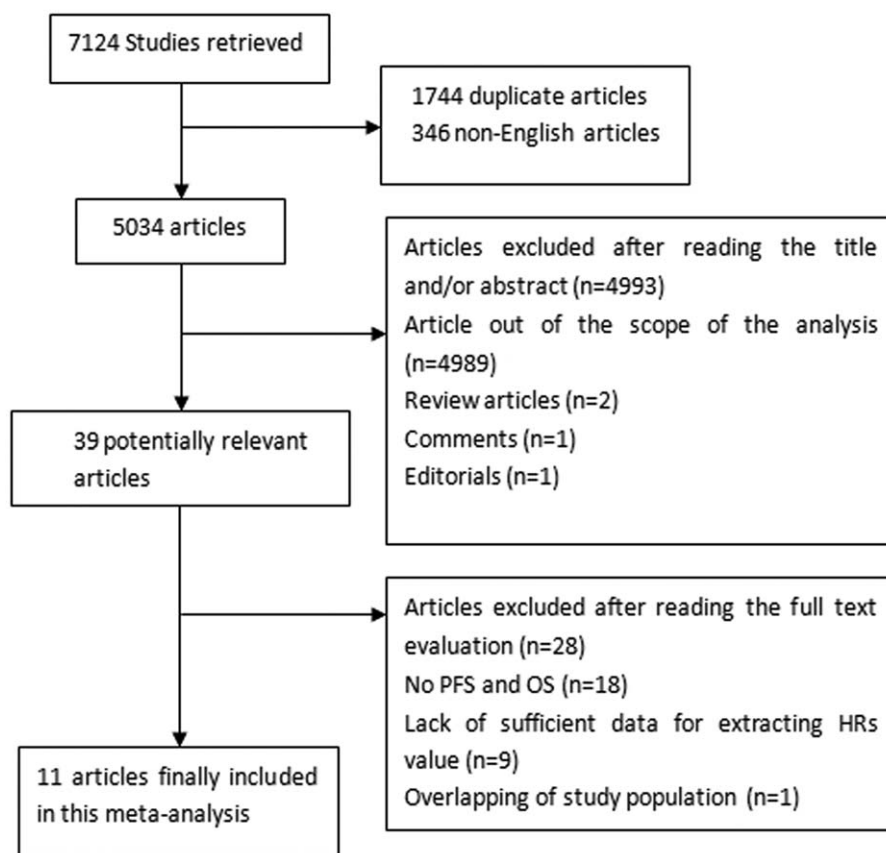 7124 Studies retrieved
1744 duplicate articles
346 non-English articles
5034 articles
Articles excluded after reading the title
and/or abstract (n=4993)
Article out of the scope of the analysis
(n=4989)
Review articles (n=2)
Comments (n=1)
Editorials (n=1)
39 potentially relevant
articles
Articles excluded after reading the full text
evaluation (n=28)
No PFS and OS (n=18)
Lack of sufficient data for extracting HRs
value (n=9)
Overlapping of study population (n=1)
11 articles finally included
in this meta-analysis